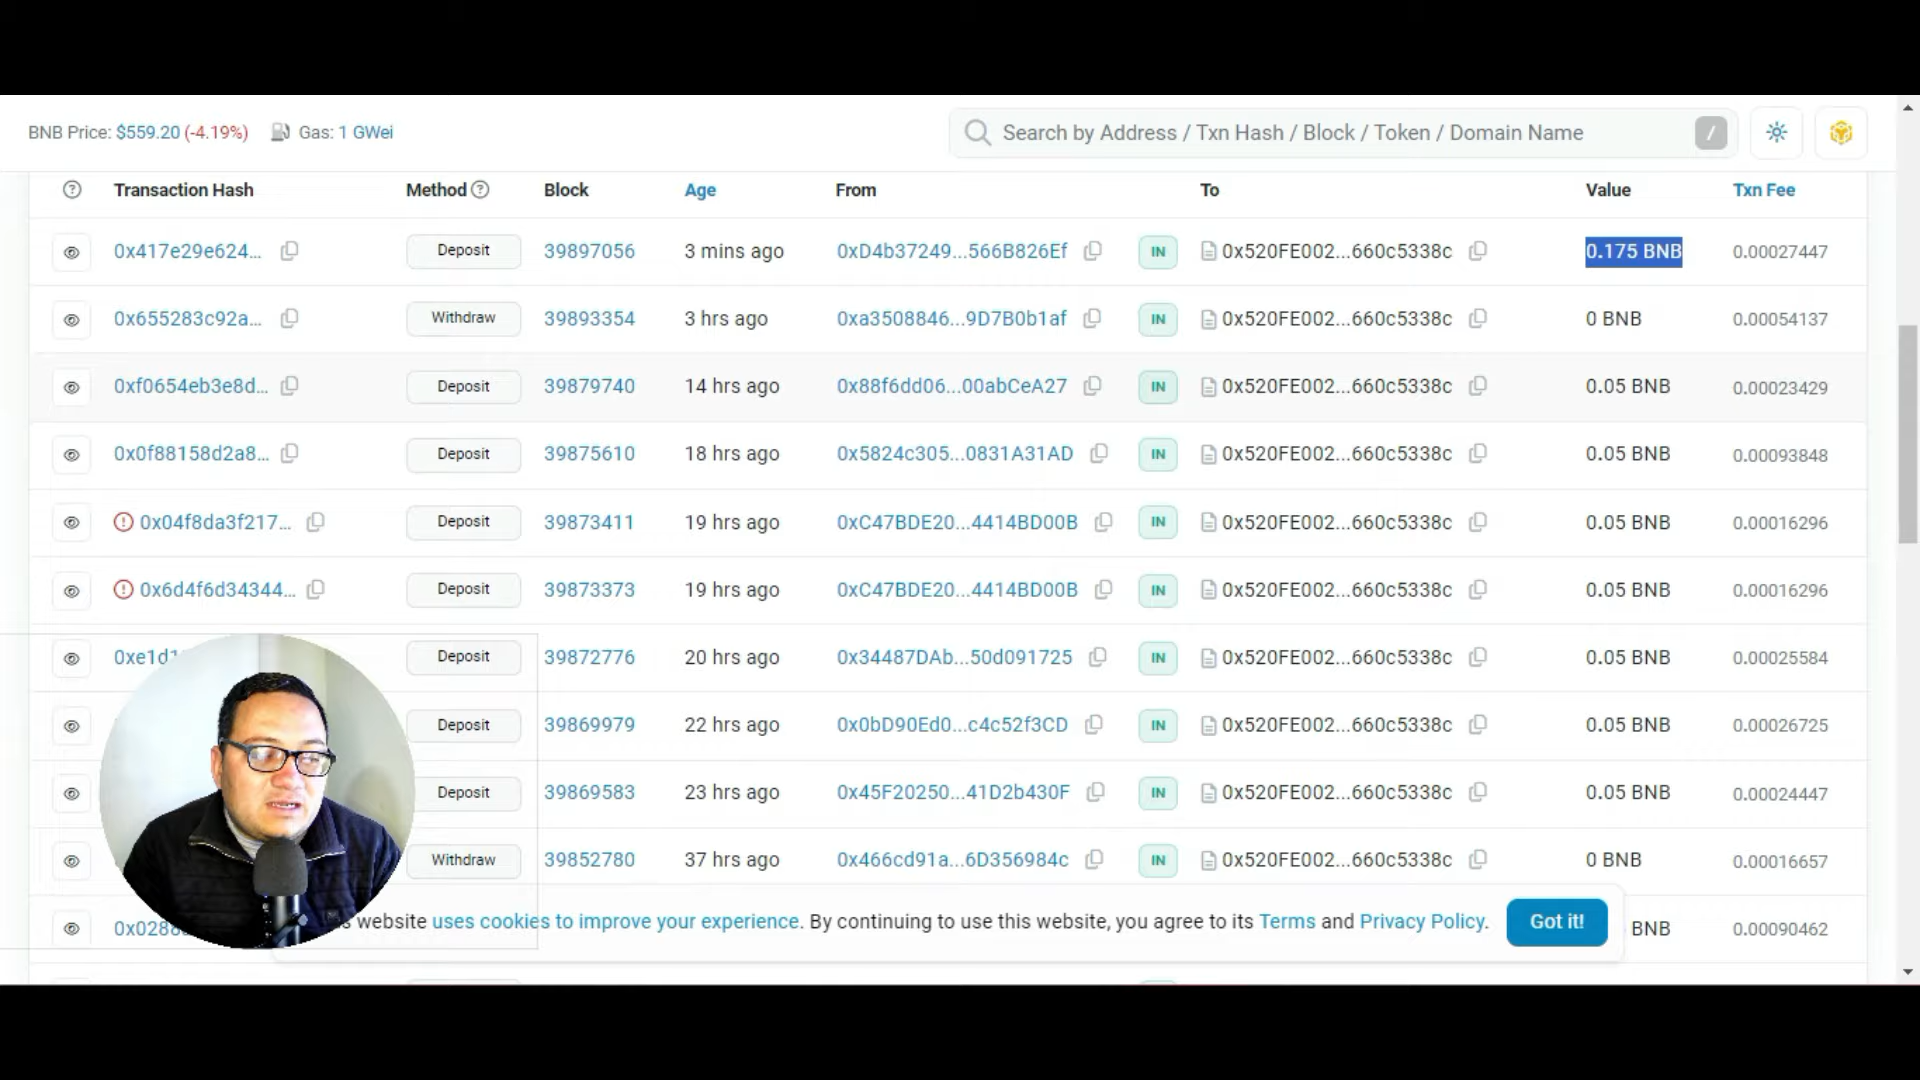 BNB Price: $559.20 (-4.19%) Gas: 1 GWei
Search by Address / Txn Hash / Block / Token / Domain Name /
Transaction Hash Method Block Age From To Value Txn Fee
0x417e29e624... Deposit 39897056 3 mins ago 0xD4b37249...566B826Ef IN 0x520FE002...660c5338c 0.175 BNB 0.00027447
0x655283c92a... Withdraw 39893354 3 hrs ago 0xa3508846...9D7B0b1af IN 0x520FE002...660c5338c 0 BNB 0.00054137
0xf0654eb3e8d... Deposit 39879740 14 hrs ago 0x88f6dd06...00abCeA27 IN 0x520FE002...660c5338c 0.05 BNB 0.00023429
0x0f88158d2a8... Deposit 39875610 18 hrs ago 0x5824c305...0831A31AD IN 0x520FE002...660c5338c 0.05 BNB 0.00093848
0x04f8da3f217... Deposit 39873411 19 hrs ago 0xC47BDE20...4414BD00B IN 0x520FE002...660c5338c 0.05 BNB 0.00016296
0x6d4f6d34344... Deposit 39873373 19 hrs ago 0xC47BDE20...4414BD00B IN 0x520FE002...660c5338c 0.05 BNB 0.00016296
0xe1d Deposit 39872776 20 hrs ago 0x34487DAb...50d091725 IN 0x520FE002...660c5338c 0.05 BNB 0.00025584
Deposit 39869979 22 hrs ago 0x0bD90Ed0...c4c52f3CD IN 0x520FE002...660c5338c 0.05 BNB 0.00026725
Deposit 39869583 23 hrs ago 0x45F20250...41D2b430F IN 0x520FE002...660c5338c 0.05 BNB 0.00024447
Withdraw 39852780 37 hrs ago 0x466cd91a...6D356984c IN 0x520FE002...660c5338c 0 BNB 0.00016657
0x028 website uses cookies to improve your experience. By continuing to use this website, you agree to its Terms and Privacy Policy. Got it! BNB 0.00090462